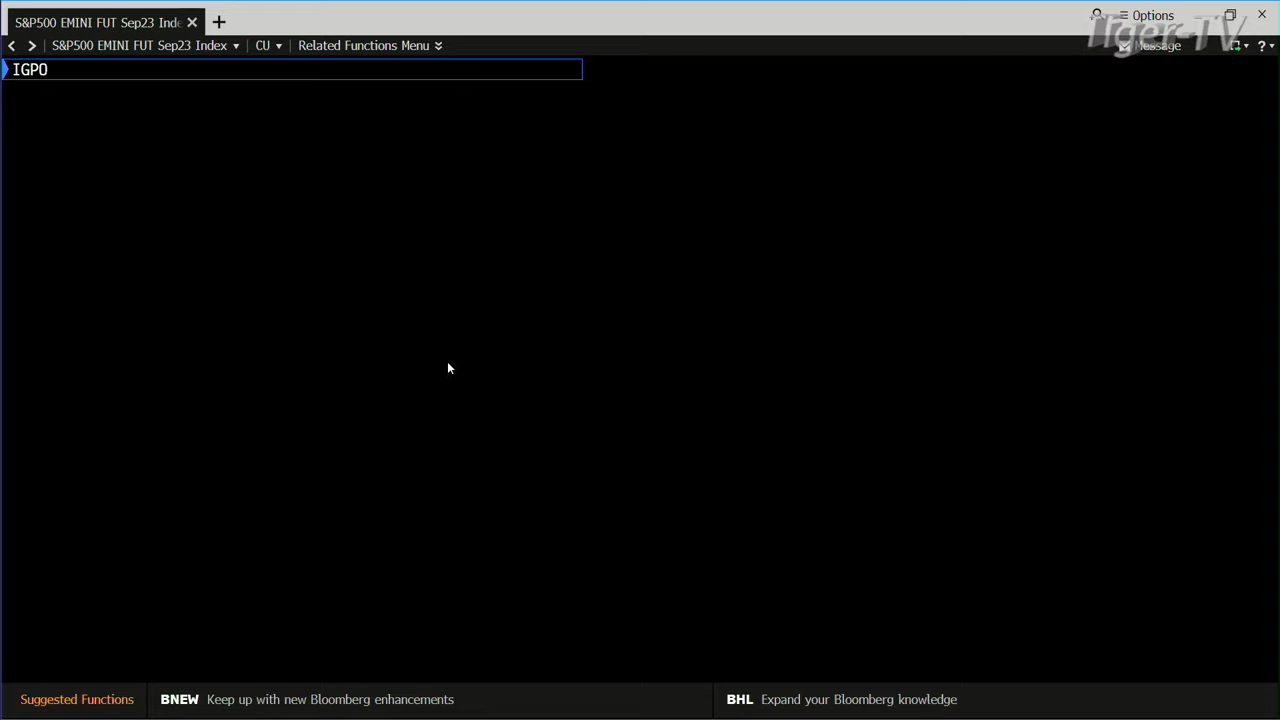 S&P500 EMINI FUT Sep23 Inde
Options
Tiger-TV
S&P500 EMINI FUT Sep23 Index
CU
Related Functions Menu
Message
?
IGPO
Suggested Functions
BNEW Keep up with new Bloomberg enhancements
BHL Expand your Bloomberg knowledge